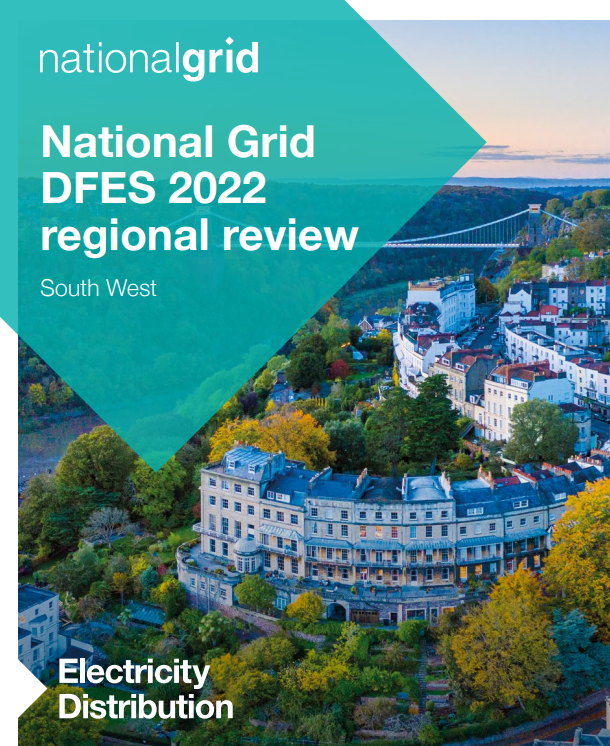 nationalgrid
National Grid
DFES 2022
regional review
South West
Electricity
Distribution